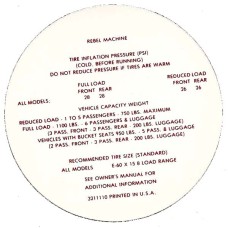 REBEL MACHINE
TIRE INFLATION PRESSURE (PSI)
(COLD, BEFORE RUNNING)
DO NOT REDUCE PRESSURE IF TIRES ARE WARM
FULL LOAD REDUCED LOAD
FRONT REAR FRONT REAR
ALL MODELS: 26 26 26 26
VEHICLE CAPACITY WEIGHT
REDUCED LOAD - 1 TO 5 PASSENGERS - 750 LBS. MAXIMUM
FULL LOAD - 1100 LBS. - 6 PASSENGERS & LUGGAGE
(3 PASS. FRONT - 3 PASS. REAR - 200 LBS. LUGGAGE)
VEHICLES WITH BUCKET SEATS 950 LBS. - 5 PASS. & LUGGAGE
(2 PASS. FRONT - 3 PASS. REAR - 200 LBS. LUGGAGE)
RECOMMENDED TIRE SIZE (STANDARD)
ALL MODELS E-60 X 15 B LOAD RANGE
SEE OWNER'S MANUAL FOR
ADDITIONAL INFORMATION
3211110 PRINTED IN U.S.A.